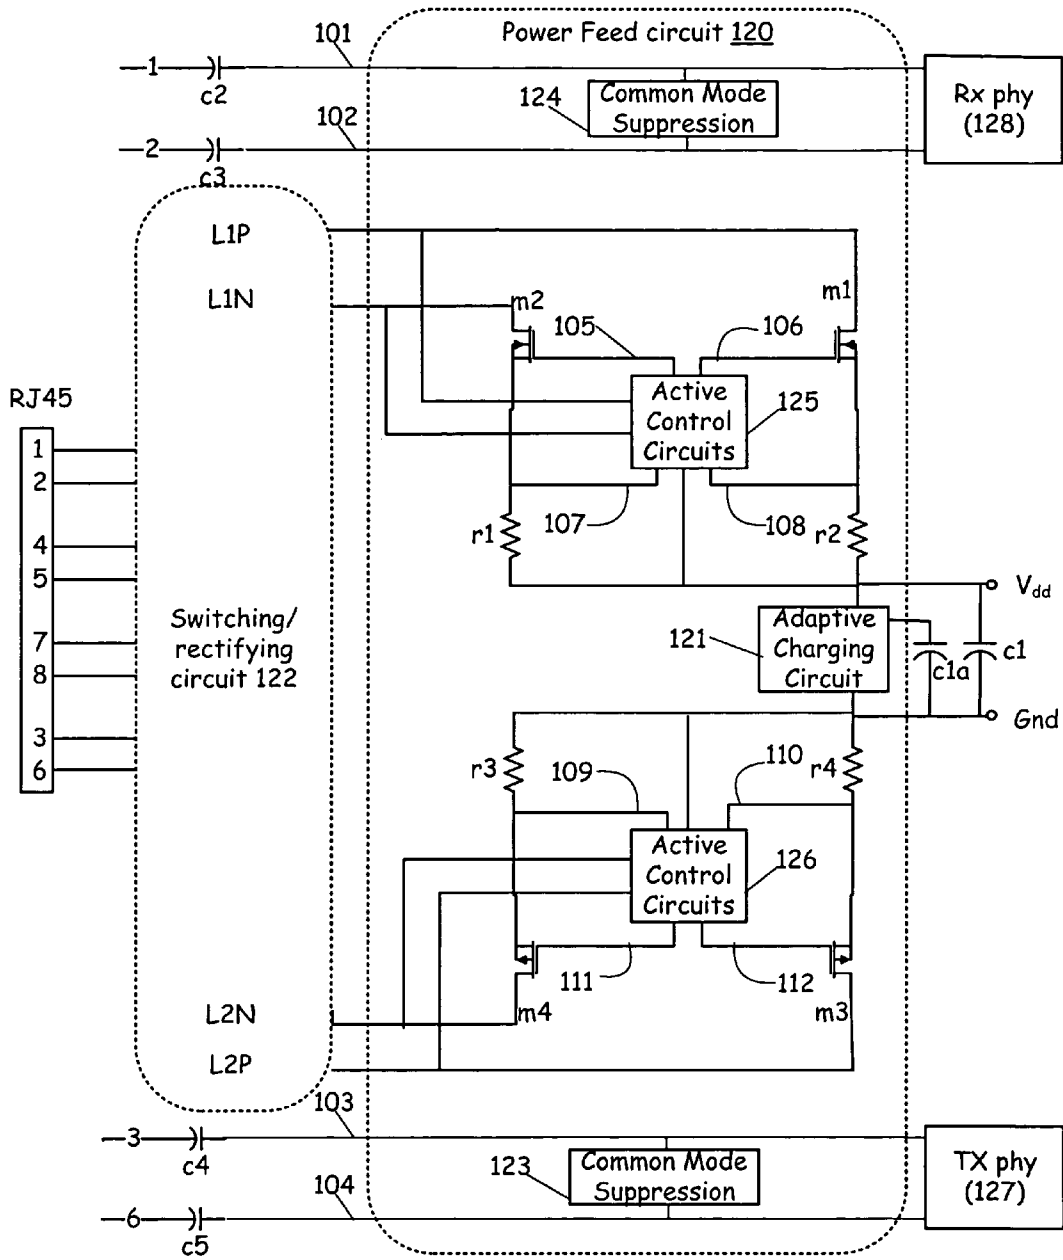 Power Feed circuit 120
101
1
c2
124
Common Mode
Suppression
Rx phy
(128)
102
2
c3
L1P
L1N
m2
m1
105
106
Active
Control
Circuits
125
107
108
r1
r2
RJ45
1
2
4
5
7
8
3
6
Switching/
rectifying
circuit 122
Vdd
121
Adaptive
Charging
Circuit
c1a
c1
Gnd
r3
109
110
r4
Active
Control
Circuits
126
111
112
m4
m3
L2N
L2P
103
3
c4
123
Common Mode
Suppression
TX phy
(127)
104
6
c5